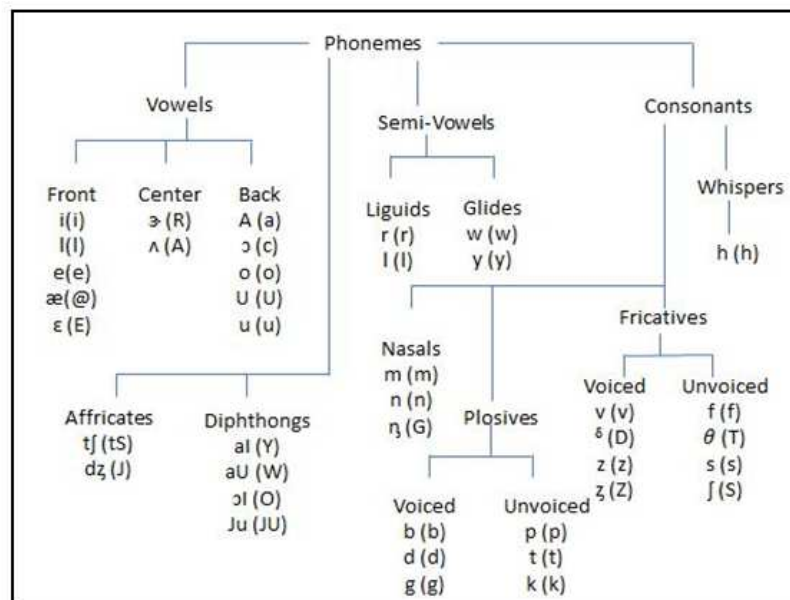 Phonemes
Vowels
Front
i(i)
I(I)
e(e)
æ(@)
ɛ (E)
Center
ɚ (R)
ʌ (A)
Back
A (a)
ɔ (c)
o (o)
U (U)
u (u)
Semi-Vowels
Liguids
r (r)
l (l)
Glides
w (w)
y (y)
Consonants
Whispers
h (h)
Affricates
tʃ (tS)
dʒ (J)
Diphthongs
aI (Y)
aU (W)
ɔI (O)
Ju (JU)
Nasals
m (m)
n (n)
ŋ (G)
Plosives
Voiced
b (b)
d (d)
g (g)
Unvoiced
p (p)
t (t)
k (k)
Fricatives
Voiced
v (v)
δ (D)
z (z)
ʒ (Z)
Unvoiced
f (f)
θ (T)
s (s)
ʃ (S)